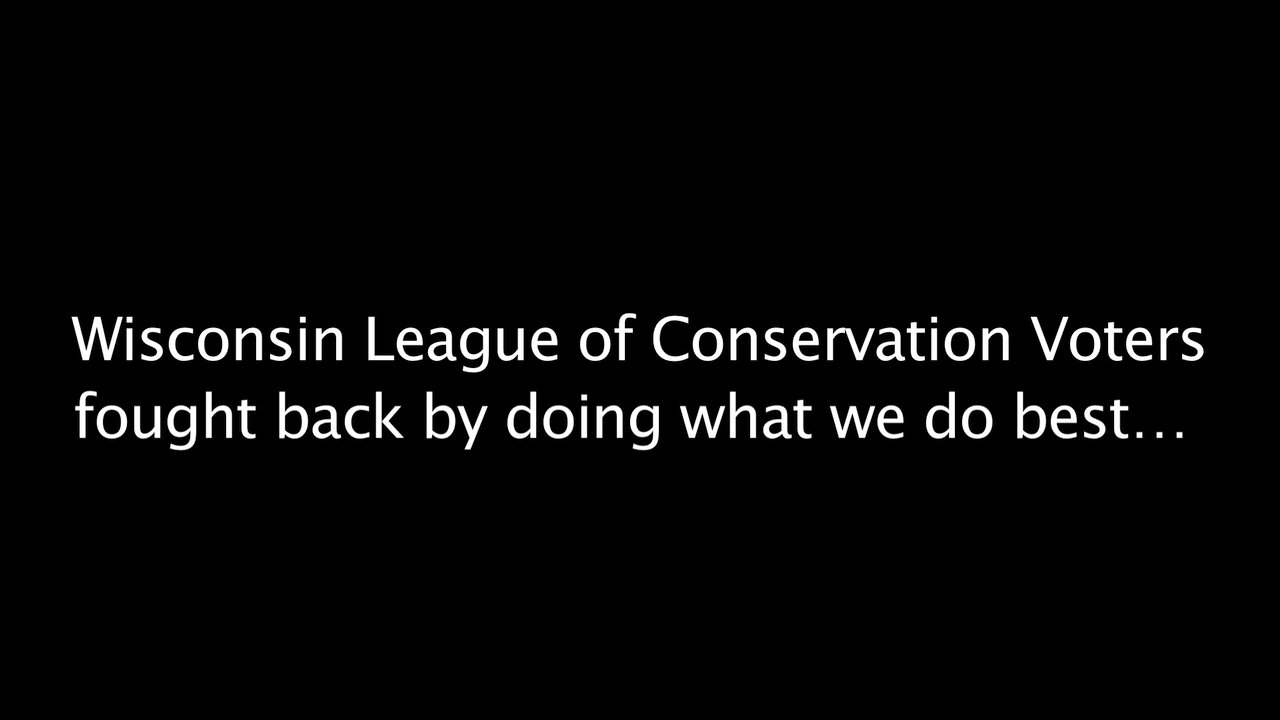 Wisconsin League of Conservation Voters
fought back by doing what we do best…